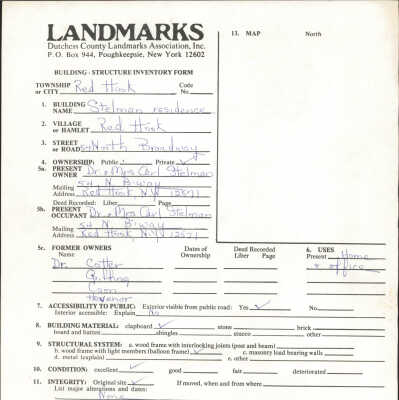 LANDMARKS
Dutchess County Landmarks Association, Inc.
P. O. Box 944, Poughkeepsie, New York 12602
13. MAP North
BUILDING - STRUCTURE INVENTORY FORM
TOWNSHIP or CITY Red Hook Code No.
1. BUILDING NAME Stelman residence
2. VILLAGE or HAMLET Red Hook
3. STREET or ROAD 54 North Broadway
4. OWNERSHIP: Public Private ✓
5a. PRESENT OWNER Dr. & Mrs Carl Stelman
Mailing 54 N. B'way
Address Red Hook, N.Y. 12571
Deed Recorded: Liber Page
5b. PRESENT OCCUPANT Dr. & Mrs Carl Stelman
Mailing 54 N. B'way
Address Red Hook, N.Y. 12571
5c. FORMER OWNERS Dates of Deed Recorded 6. USES
Name Ownership Liber Page Present Home
Dr. Cotter & office
7. ACCESSIBILITY TO PUBLIC: Exterior visible from public road: Yes ✓ No.
Interior accessible: Explain No
8. BUILDING MATERIAL: clapboard ✓ stone brick
board and batten shingles stucco other
9. STRUCTURAL SYSTEM: a. wood frame with interlocking joints (post and beam)
b. wood frame with light members (balloon frame) ✓ c. masonry load bearing walls
d. metal (explain) e. other
10. CONDITION: excellent ✓ good fair deteriorated
11. INTEGRITY: Original site ✓ If moved, when and from where
List major alterations and dates:
None